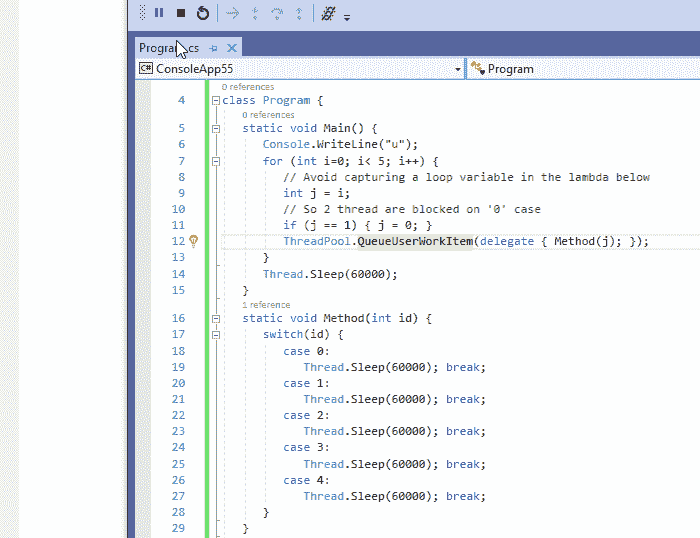 Program.cs
C# ConsoleApp55 Program
0 references
4 class Program {
0 references
5 static void Main() {
6 Console.WriteLine("u");
7 for (int i=0; i< 5; i++) {
8 // Avoid capturing a loop variable in the lambda below
9 int j = i;
10 // So 2 thread are blocked on '0' case
11 if (j == 1) { j = 0; }
12 ThreadPool.QueueUserWorkItem(delegate { Method(j); });
13 }
14 Thread.Sleep(60000);
15 }
1 reference
16 static void Method(int id) {
17 switch(id) {
18 case 0:
19 Thread.Sleep(60000); break;
20 case 1:
21 Thread.Sleep(60000); break;
22 case 2:
23 Thread.Sleep(60000); break;
24 case 3:
25 Thread.Sleep(60000); break;
26 case 4:
27 Thread.Sleep(60000); break;
28 }
29 }